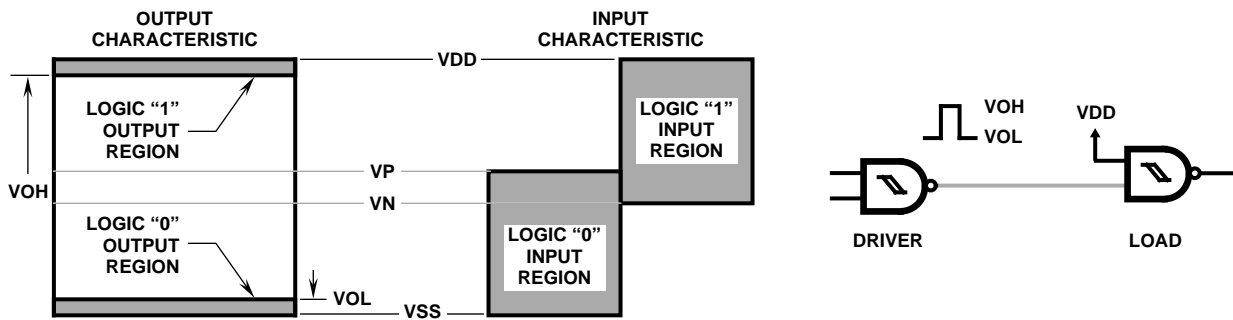 OUTPUT
CHARACTERISTIC
INPUT
CHARACTERISTIC
VDD
LOGIC “1”
OUTPUT
REGION
LOGIC “1”
INPUT
REGION
VOH
VP
VN
LOGIC “0”
OUTPUT
REGION
LOGIC “0”
INPUT
REGION
VOL
VSS
VOH
VOL
VDD
DRIVER
LOAD